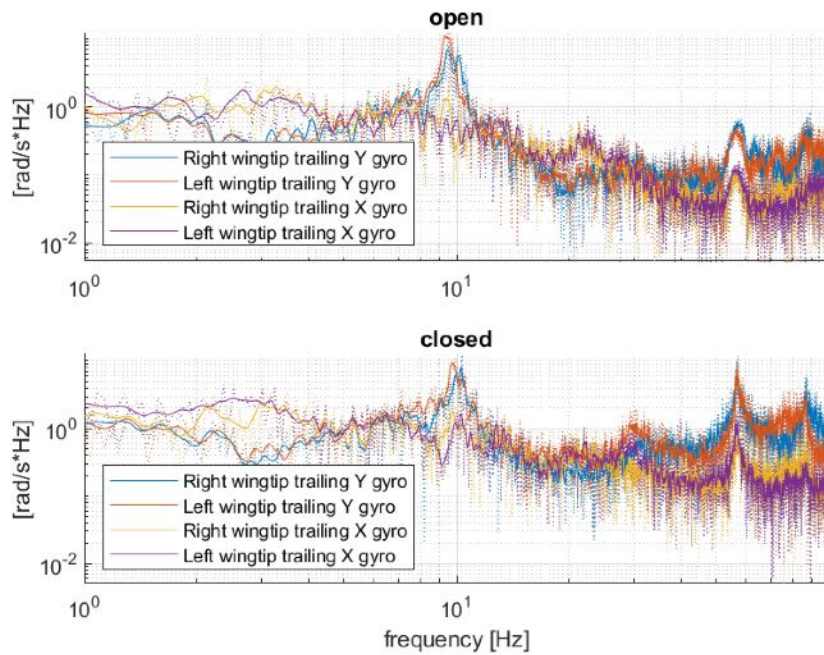 open
[rad/s*Hz]
10^0
10^-2
Right wingtip trailing Y gyro
Left wingtip trailing Y gyro
Right wingtip trailing X gyro
Left wingtip trailing X gyro
10^0
10^1
closed
[rad/s*Hz]
10^0
10^-2
Right wingtip trailing Y gyro
Left wingtip trailing Y gyro
Right wingtip trailing X gyro
Left wingtip trailing X gyro
10^0
10^1
frequency [Hz]